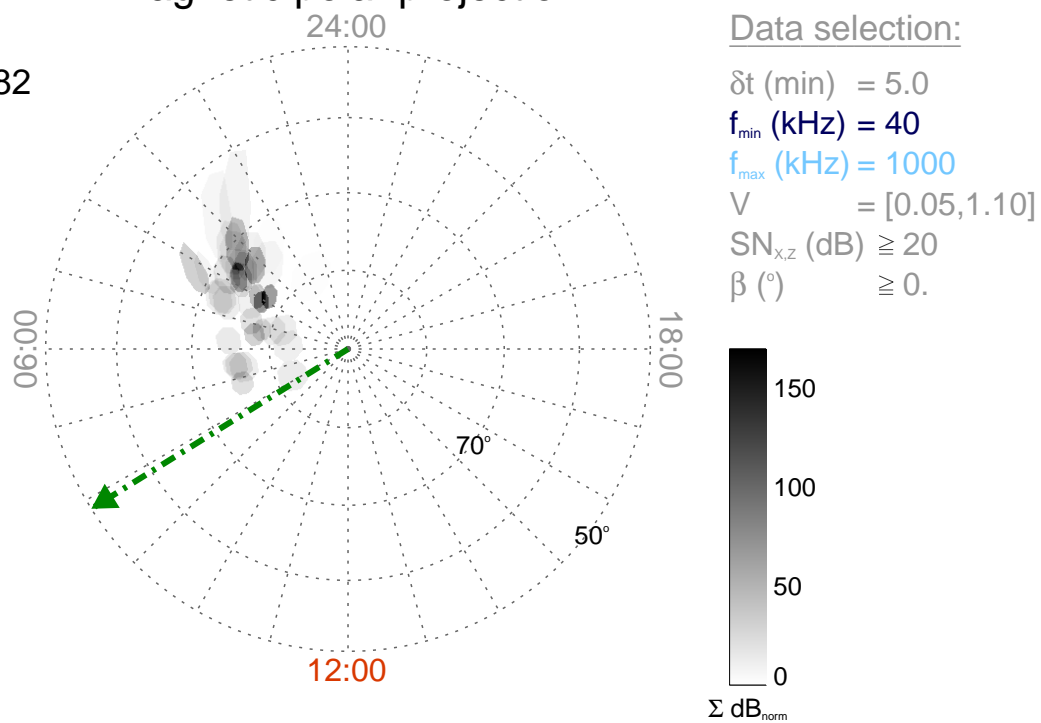 24:00
82
06:00
18:00
70°
50°
12:00
Data selection:
δt (min) = 5.0
fmin (kHz) = 40
fmax (kHz) = 1000
V = [0.05,1.10]
SNx,z (dB) ≧ 20
β (°) ≧ 0.
150
100
50
0
Σ dBnorm